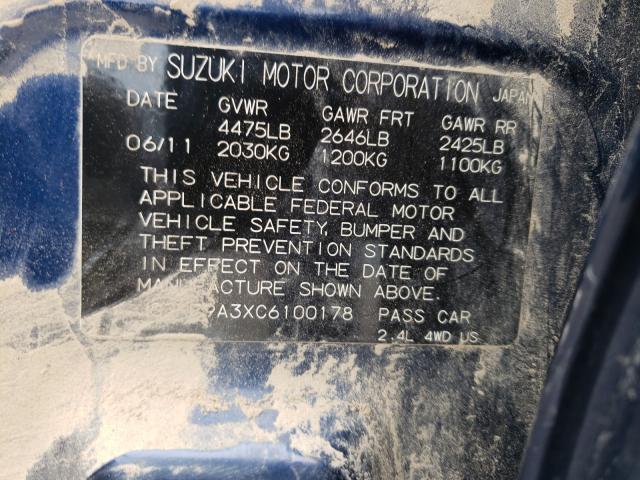 MFD BY SUZUKI MOTOR CORPORATION JAPAN
DATE GVWR GAWR FRT GAWR RR
4475LB 2646LB 2425LB
06/11 2030KG 1200KG 1100KG
THIS VEHICLE CONFORMS TO ALL
APPLICABLE FEDERAL MOTOR
VEHICLE SAFETY, BUMPER AND
THEFT PREVENTION STANDARDS
IN EFFECT ON THE DATE OF
MANUFACTURE SHOWN ABOVE.
A3XC6100178 PASS CAR
2.4L 4WD US